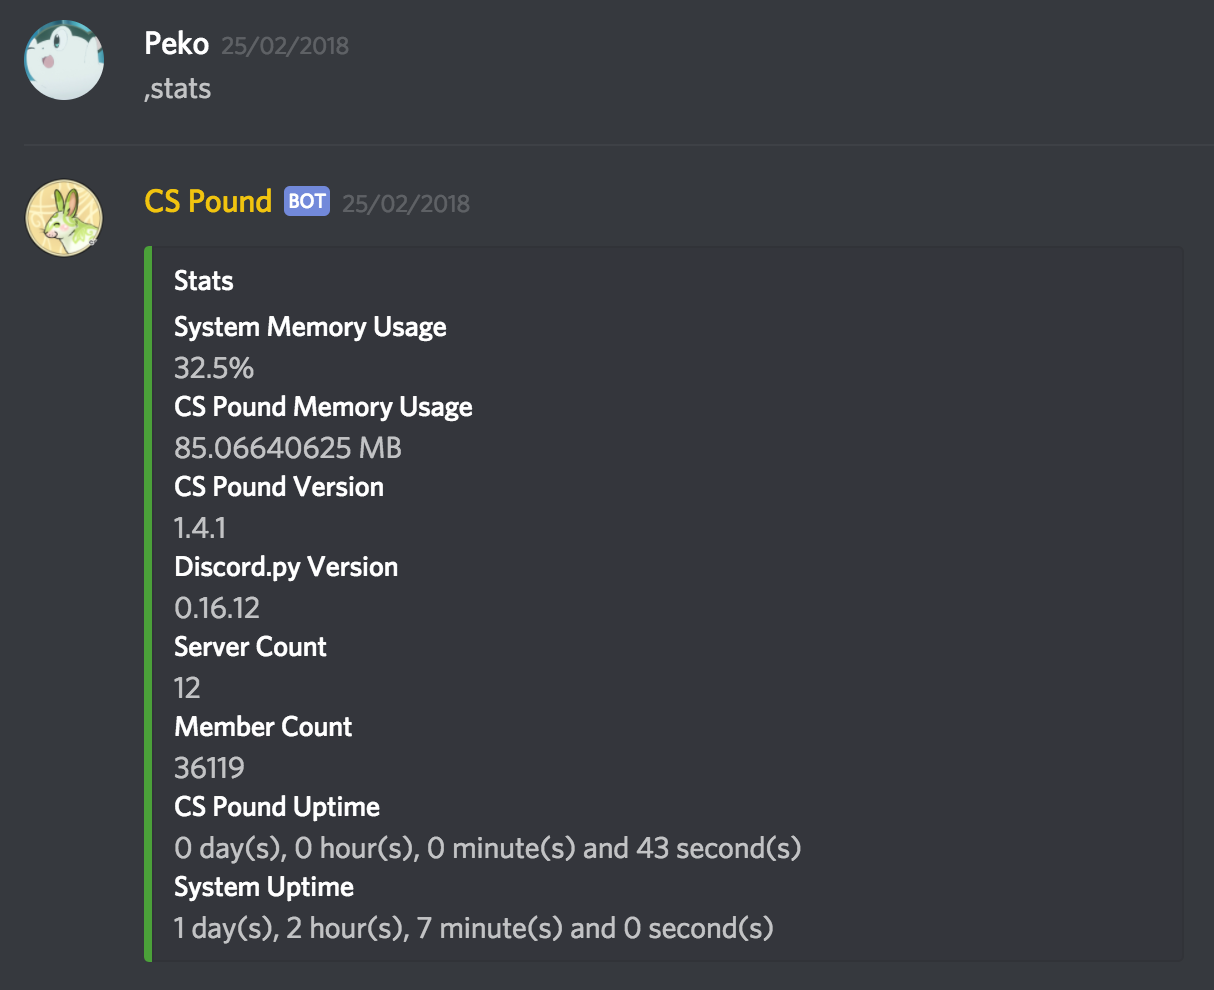 Peko 25/02/2018
,stats
CS Pound BOT 25/02/2018
Stats
System Memory Usage
32.5%
CS Pound Memory Usage
85.06640625 MB
CS Pound Version
1.4.1
Discord.py Version
0.16.12
Server Count
12
Member Count
36119
CS Pound Uptime
0 day(s), 0 hour(s), 0 minute(s) and 43 second(s)
System Uptime
1 day(s), 2 hour(s), 7 minute(s) and 0 second(s)